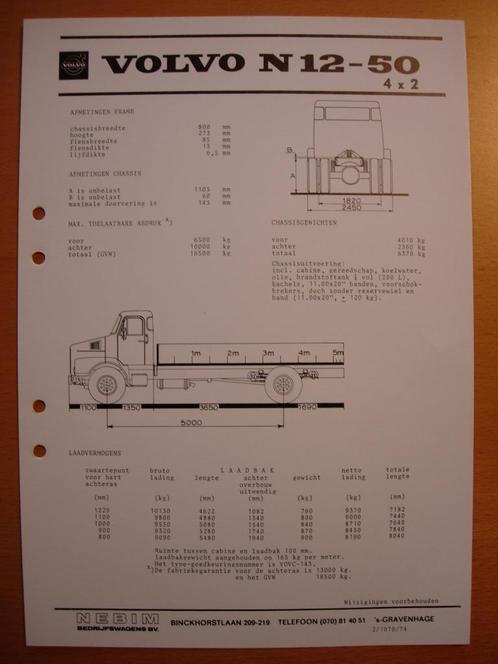 VOLVO
VOLVO N12-50
4 x 2
AFMETINGEN FRAME
chassisbreedte 800 mm
hoogte 273 mm
flensbreedte 85 mm
flensdikte 13 mm
lijfdikte 6,5 mm
AFMETINGEN CHASSIS
A is onbelast 1105 mm
B is onbelast 60 mm
maximale doorvering is 145 mm
B
A
1820
2450
MAX. TOELAATBARE ASDRUK x)
voor 6500 kg
achter 10000 kg
totaal (GVW) 16500 kg
CHASSISGEWICHTEN
voor 4010 kg
achter 2360 kg
totaal 6370 kg
Chassisuitvoering:
incl. cabine, gereedschap, koelwater,
olie, brandstoftank ½ vol (200 L),
kachels, 11.00x20" banden, voorschok-
brekers, doch zonder reservewiel en
band (11.00x20", ± 120 kg).
1m 2m 3m 4m 5m
1100 1350 3650 1690
5000
LAADVERMOGENS
zwaartepunt bruto L A A D B A K netto totale
voor hart lading lengte achter gewicht lading lengte
achteras overbouw
uitwendig
(mm) (kg) (mm) (mm) (kg) (kg) (mm)
1229 10130 4622 1082 760 9370 7182
1100 9800 4880 1340 800 9000 7440
1000 9550 5080 1540 840 8710 7640
900 9320 5280 1740 870 8450 7840
800 9090 5480 1940 900 8190 8040
Ruimte tussen cabine en laadbak 100 mm.
laadbakgewicht aangehouden op 165 kg per meter.
Het type-goedkeuringsnummer is VOVC-143.
x)De fabrieksgarantie voor de achteras is 13000 kg.
en het GVW 18500 kg.
Wijzigingen voorbehouden
NEBIM
BEDRIJFSWAGENS BV.
BINCKHORSTLAAN 209-219 TELEFOON (070) 81 40 51 's-GRAVENHAGE